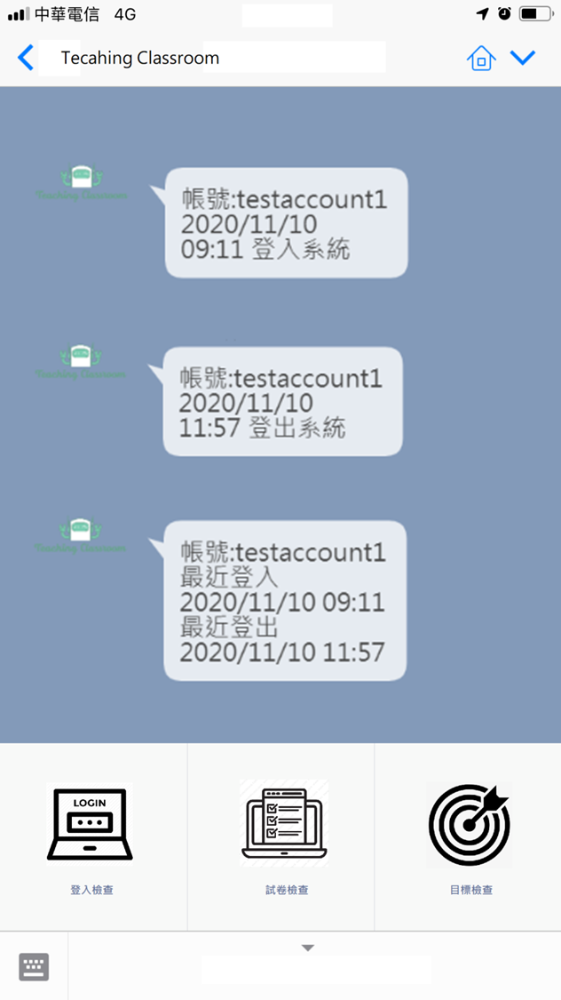 中華電信 4G
Tecahing Classroom
Teaching Classroom
帳號:testaccount1
2020/11/10
09:11 登入系統
Teaching Classroom
帳號:testaccount1
2020/11/10
11:57 登出系統
Teaching Classroom
帳號:testaccount1
最近登入
2020/11/10 09:11
最近登出
2020/11/10 11:57
LOGIN
登入檢查
試卷檢查
目標檢查